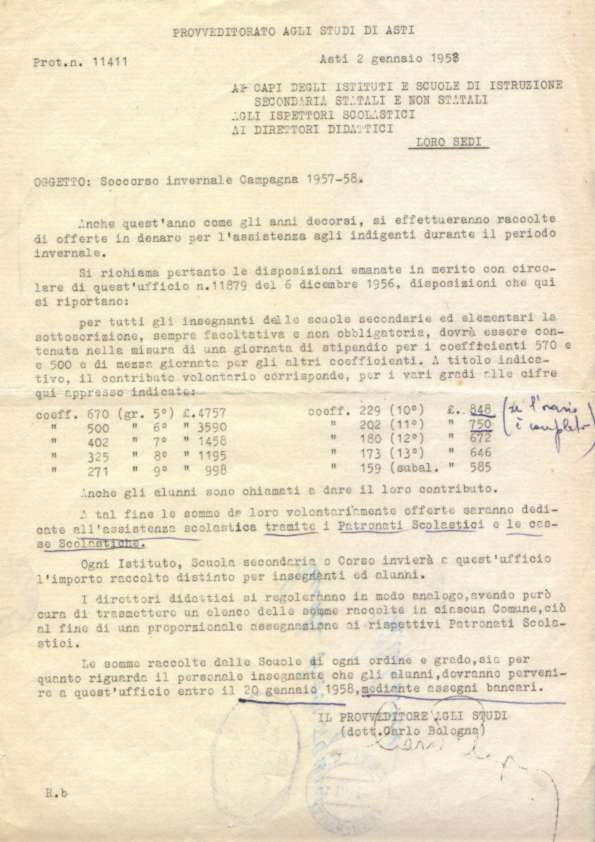 PROVVEDITORATO AGLI STUDI DI ASTI
Prot.n. 11411
Asti 2 gennaio 1958
AI CAPI DEGLI ISTITUTI E SCUOLE DI ISTRUZIONE
SECONDARIA STATALI E NON STATALI
AGLI ISPETTORI SCOLASTICI
AI DIRETTORI DIDATTICI
LORO SEDI
OGGETTO: Soccorso invernale Campagna 1957-58.
Anche quest'anno come gli anni decorsi, si effettueranno raccolte
di offerte in denaro per l'assistenza agli indigenti durante il periodo
invernale.
Si richiama pertanto le disposizioni emanate in merito con circo=
lare di quest'ufficio n.11879 del 6 dicembre 1956, disposizioni che qui
si riportano:
per tutti gli insegnanti delle scuole secondarie ed elementari la
sottoscrizione, sempre facoltativa e non obbligatoria, dovrà essere con=
tenuta nella misura di una giornata di stipendio per i coefficienti 570 e
e 500 e di mezza giornata per gli altri coefficienti. A titolo indica=
tivo, il contributo volontario corrisponde, per i vari gradi alle cifre
qui appresso indicate:
coeff. 670 (gr. 5°) £.4757 coeff. 229 (10°) £.. 848 (se l'orario
" 500 " 6° " 3590 " 202 (11°) " 750 è completo)
" 402 " 7° " 1458 " 180 (12°) " 672
" 325 " 8° " 1195 " 173 (13°) " 646
" 271 " 9° " 998 " 159 (subal. " 585
Anche gli alunni sono chiamati a dare il loro contributo.
A tal fine le somme da loro volontariamente offerte saranno dedi=
cate all'assistenza scolastica tramite i Patronati Scolastici e le cas=
se Scolastiche.
Ogni Istituto, Scuola secondaria o Corso invierà a quest'ufficio
l'importo raccolto distinto per insegnanti ed alunni.
I direttori didattici si regoleranno in modo analogo,avendo però
cura di trasmettere un elenco delle somme raccolte in ciascun Comune,ciò
al fine di una proporzionale assegnazione ai rispettivi Patronati Scola=
stici.
Le somme raccolte dalle Scuole di ogni ordine e grado,sia per
quanto riguarda il personale insegnante che gli alunni,dovranno perveni=
re a quest'ufficio entro il 20 gennaio 1958,mediante assegni bancari.
IL PROVVEDITORE AGLI STUDI
(dott.Carlo Bologna)
R.b